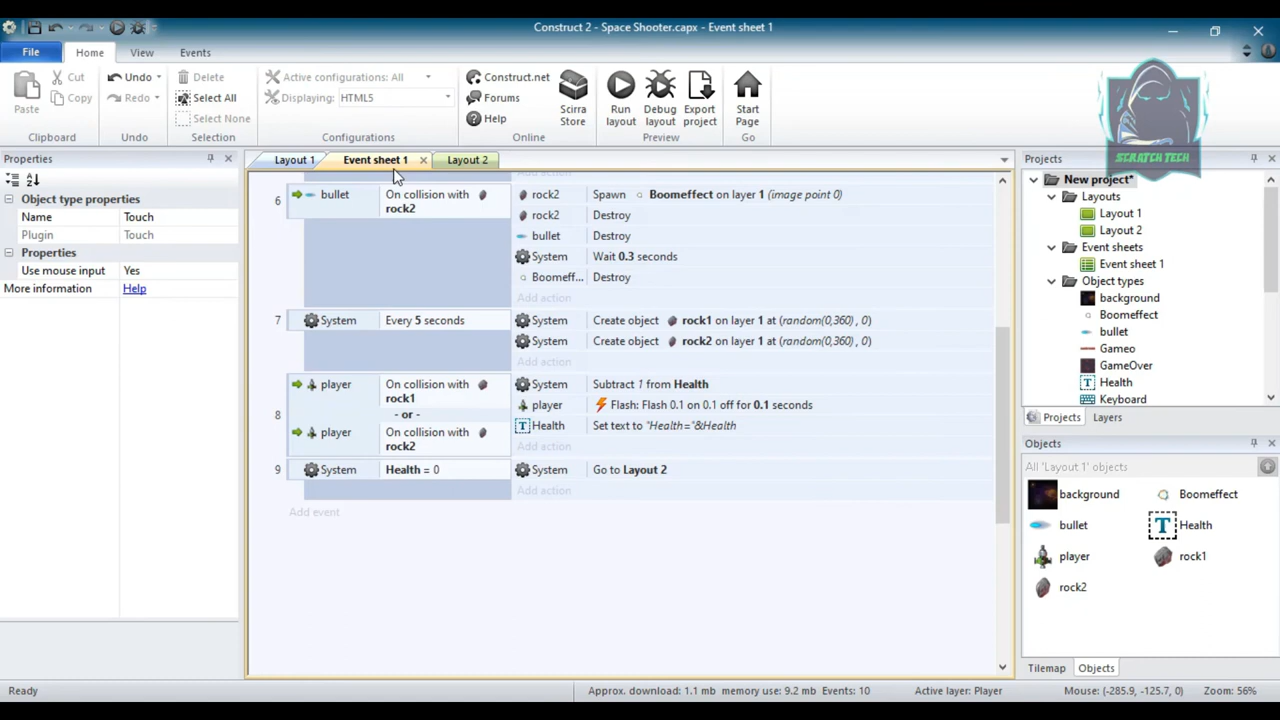 Construct 2 - Space Shooter.capx - Event sheet 1
File Home View Events
Paste Cut Copy Undo Redo Delete Select All Select None
Active configurations: All
Displaying: HTML5
Construct.net Forums Help Scirra Store Run layout Debug layout Export project Start Page
Clipboard Undo Selection Configurations Online Preview Go
SCRATCH TECH
Properties
Object type properties
Name Touch
Plugin Touch
Properties
Use mouse input Yes
More information Help
Layout 1 Event sheet 1 Layout 2
Add action
6 bullet On collision with rock2
rock2 Spawn Boomeffect on layer 1 (image point 0)
rock2 Destroy
bullet Destroy
System Wait 0.3 seconds
Boomeff... Destroy
Add action
7 System Every 5 seconds
System Create object rock1 on layer 1 at (random(0,360) , 0)
System Create object rock2 on layer 1 at (random(0,360) , 0)
Add action
8 player On collision with rock1
- or -
player On collision with rock2
System Subtract 1 from Health
player Flash: Flash 0.1 on 0.1 off for 0.1 seconds
Health Set text to "Health="&Health
Add action
9 System Health = 0
System Go to Layout 2
Add action
Add event
Projects
New project*
Layouts
Layout 1
Layout 2
Event sheets
Event sheet 1
Object types
background
Boomeffect
bullet
Gameo
GameOver
Health
Keyboard
Projects Layers
Objects
All 'Layout 1' objects
background Boomeffect
bullet Health
player rock1
rock2
Tilemap Objects
Ready
Approx. download: 1.1 mb memory use: 9.2 mb Events: 10
Active layer: Player
Mouse: (-285.9, -125.7, 0)
Zoom: 56%